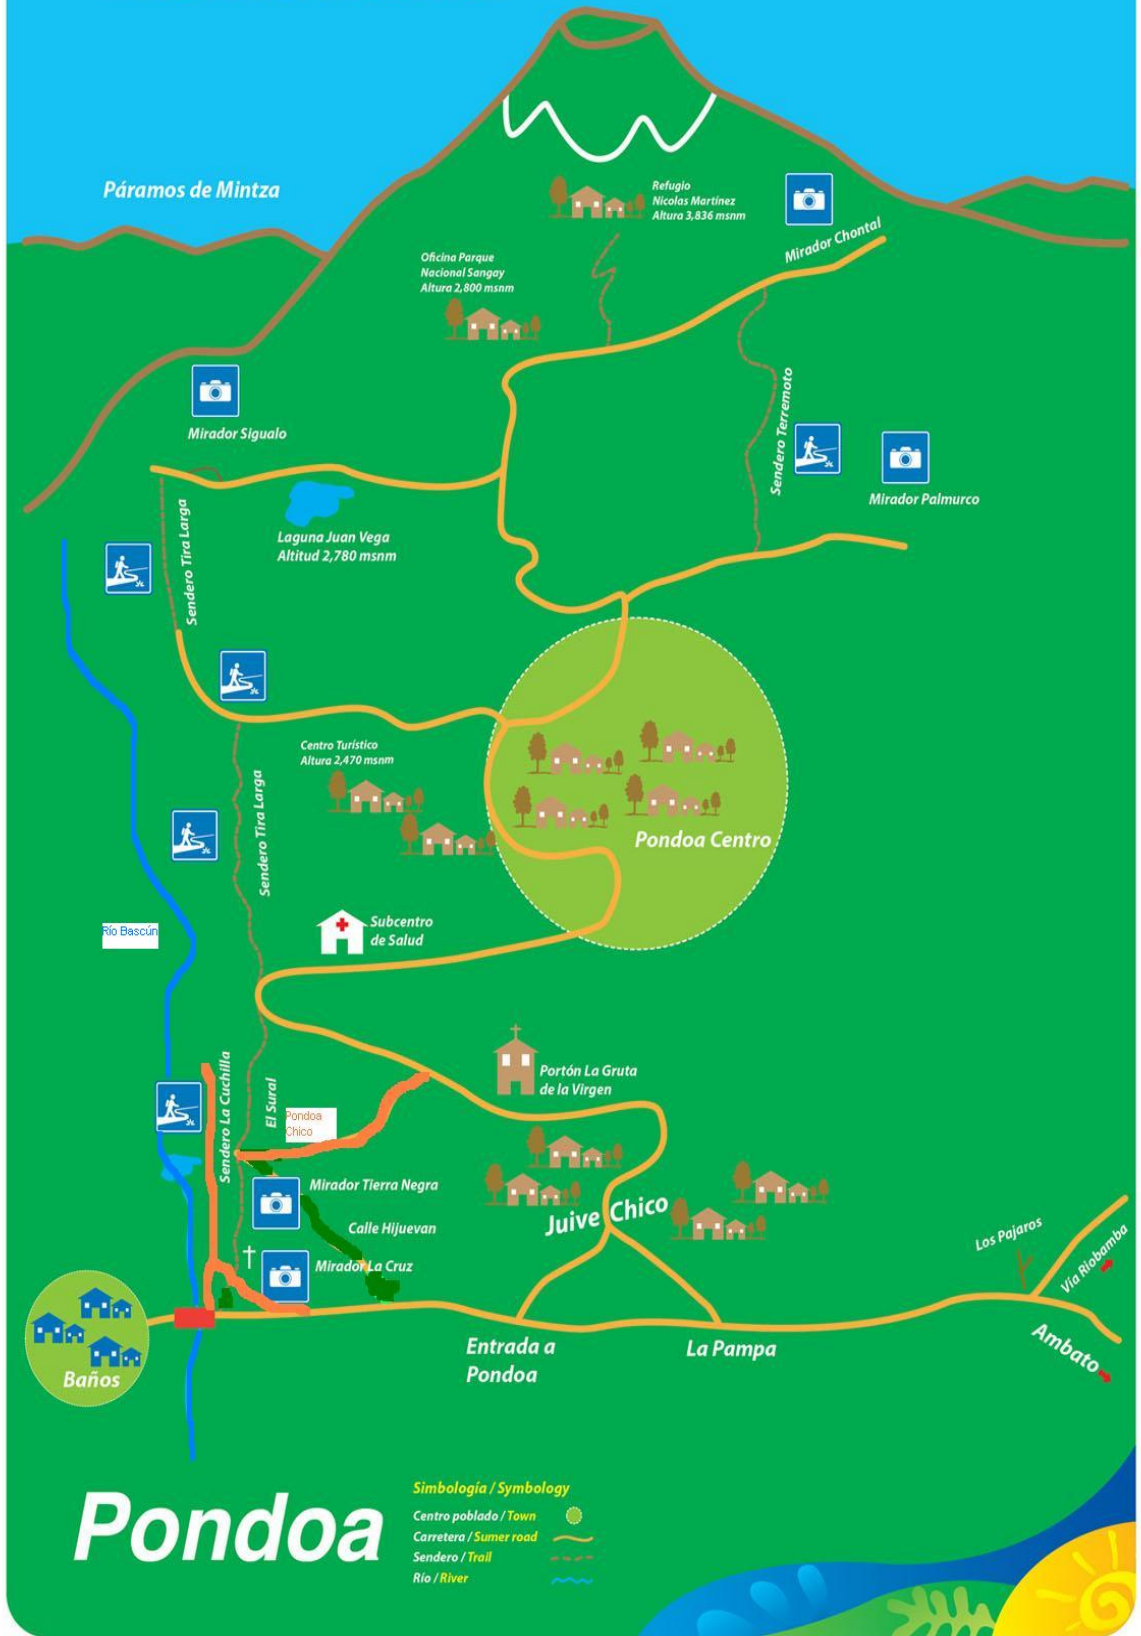 Páramos de Mintza
Refugio
Nicolas Martínez
Altura 3,836 msnm
Mirador Chontal
Oficina Parque
Nacional Sangay
Altura 2,800 msnm
Mirador Sigualo
Sendero Terremoto
Mirador Palmurco
Sendero Tira Larga
Laguna Juan Vega
Altitud 2,780 msnm
Centro Turístico
Altura 2,470 msnm
Sendero Tira Larga
Pondoa Centro
Río Bascún
Subcentro
de Salud
Portón La Gruta
de la Virgen
Sendero La Cuchilla
El Sural
Pondoa
Chico
Mirador Tierra Negra
Juive Chico
Calle Hijuevan
Mirador La Cruz
Los Pajaros
Vía Riobamba
Baños
Entrada a
Pondoa
La Pampa
Ambato
Pondoa
Simbología / Symbology
Centro poblado / Town
Carretera / Sumer road
Sendero / Trail
Río / River